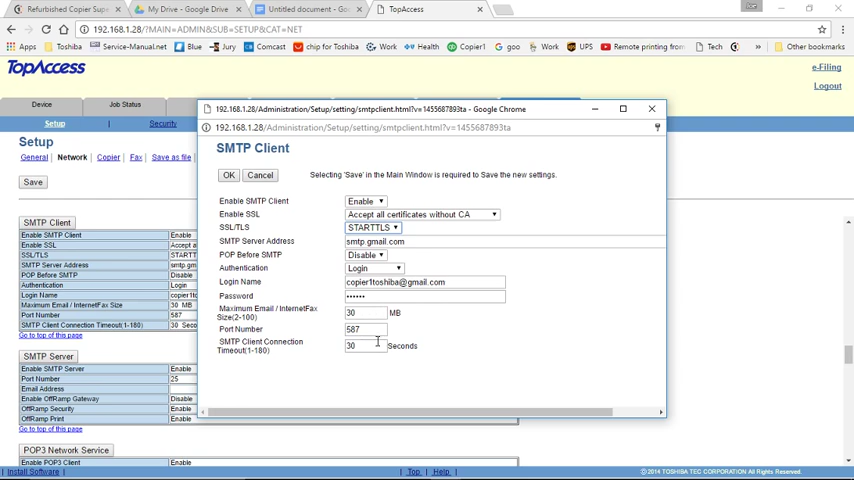 Refurbished Copier Supe
My Drive - Google Drive
Untitled document - Goo
TopAccess
192.168.1.28/?MAIN=ADMIN&SUB=SETUP&CAT=NET
Apps Toshiba Service-Manual.net Blue Jury Comcast chip for Toshiba Work Health Copier1 goo Work UPS Remote printing from Tech Work Other bookmarks
TopAccess
e-Filing
Logout
Device Job Status
Setup | Security
Setup
General | Network | Copier | Fax | Save as file
Save
SMTP Client
Enable SMTP Client Enable
Enable SSL Accept a
SSL/TLS STARTT
SMTP Server Address smtp.gm
POP Before SMTP Disable
Authentication Login
Login Name copier1to
Maximum Email / InternetFax Size 30 MB
Port Number 587
SMTP Client Connection Timeout(1-180) 30 Seco
Go to top of this page
SMTP Server
Enable SMTP Server Enable
Port Number 25
Email Address
Enable OffRamp Gateway Disable
OffRamp Security Enable
OffRamp Print Enable
Go to top of this page
POP3 Network Service
Enable POP3 Client Enable
Install Software | Top | Help |
©2014 TOSHIBA TEC CORPORATION All Rights Reserved.
192.168.1.28/Administration/Setup/setting/smtpclient.html?v=1455687893ta - Google Chrome
192.168.1.28/Administration/Setup/setting/smtpclient.html?v=1455687893ta
SMTP Client
OK Cancel Selecting 'Save' in the Main Window is required to Save the new settings.
Enable SMTP Client Enable
Enable SSL Accept all certificates without CA
SSL/TLS STARTTLS
SMTP Server Address smtp.gmail.com
POP Before SMTP Disable
Authentication Login
Login Name copier1toshiba@gmail.com
Password ••••••
Maximum Email / InternetFax
Size(2-100) 30 MB
Port Number 587
SMTP Client Connection
Timeout(1-180) 30 Seconds